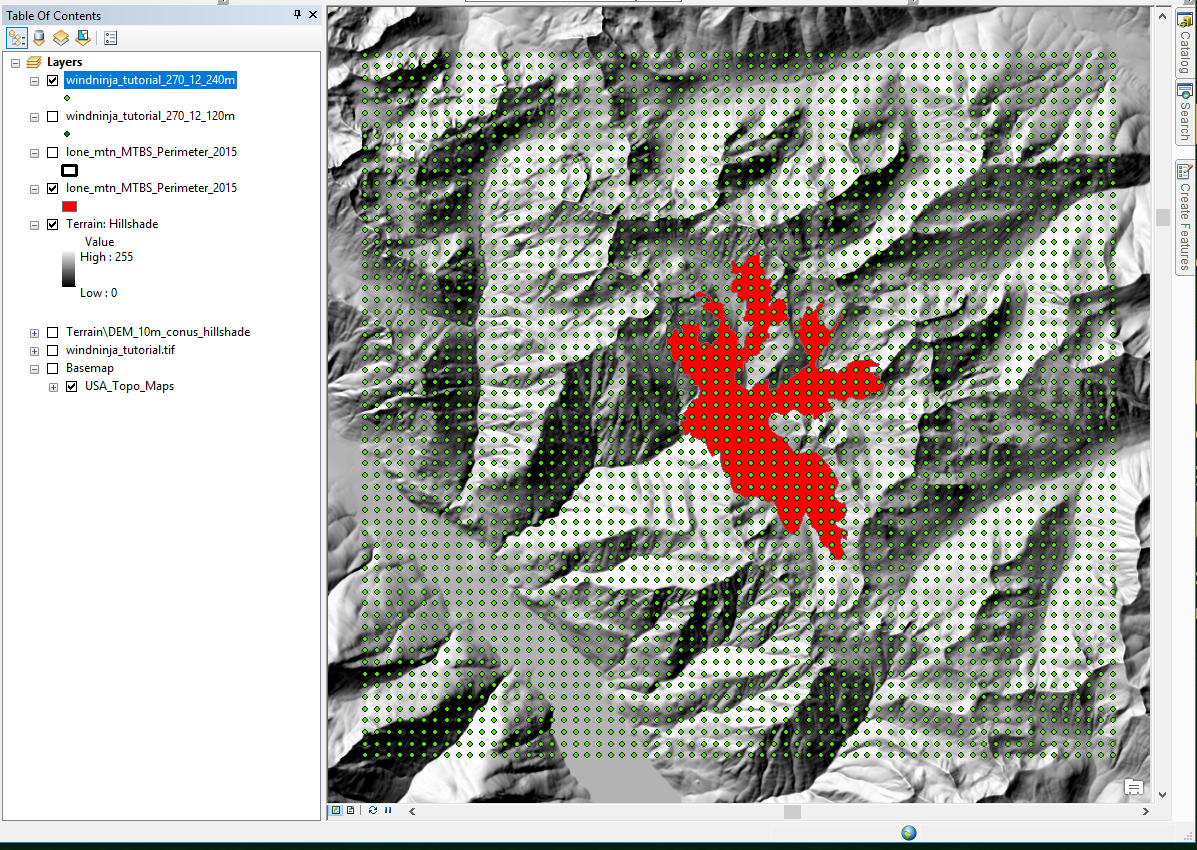 Table Of Contents
Layers
windninja_tutorial_270_12_240m
windninja_tutorial_270_12_120m
lone_mtn_MTBS_Perimeter_2015
lone_mtn_MTBS_Perimeter_2015
Terrain: Hillshade
Value
High : 255
Low : 0
Terrain\DEM_10m_conus_hillshade
windninja_tutorial.tif
Basemap
USA_Topo_Maps
Catalog
Search
Create Features